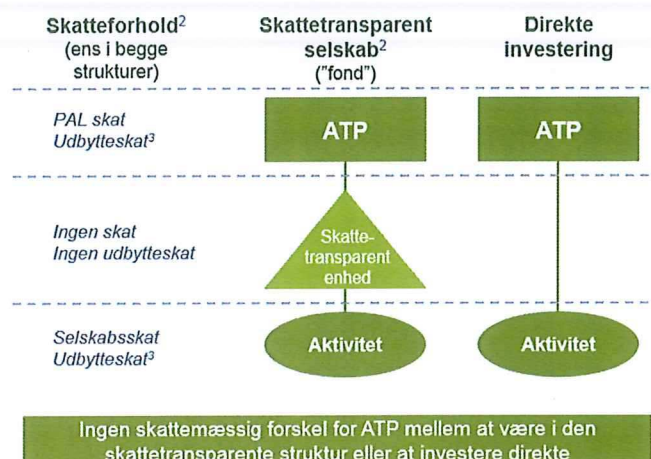 Skatteforhold²
(ens i begge
strukturer)
Skattetransparent
selskab²
("fond")
Direkte
investering
PAL skat
Udbytteskat³
ATP
ATP
Ingen skat
Ingen udbytteskat
Skatte-
transparent
enhed
Selskabsskat
Udbytteskat³
Aktivitet
Aktivitet
Ingen skattemæssig forskel for ATP mellem at være i den
skattetransparente struktur eller at investere direkte